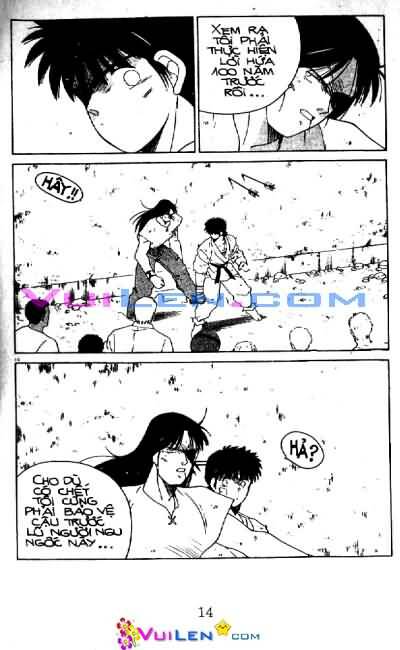 XEM RA
TÔI PHẢI
THỰC HIỆN
LỜI HỨA
100 NĂM
TRƯỚC
RỒI...
HÂY!!
VUILEN.COM
HẢ?
CHO DÙ
CÓ CHẾT
TÔI CŨNG
PHẢI BẢO VỆ
CẬU TRƯỚC
LŨ NGƯỜI NGU
NGỐC NÀY...
14
VUILEN.COM